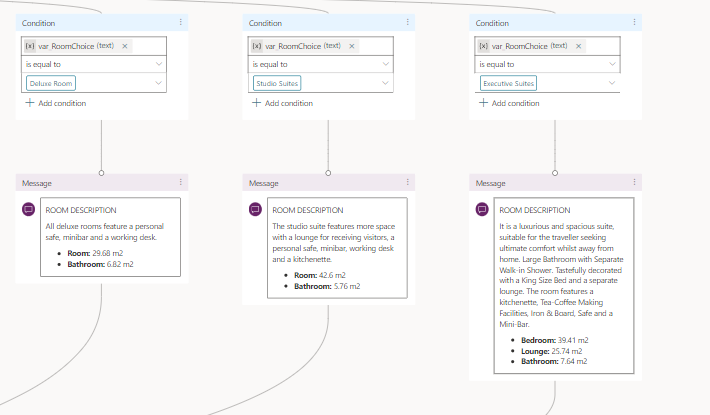 Condition
{x} var_RoomChoice (text) ×
is equal to
Deluxe Room
+ Add condition
Message
ROOM DESCRIPTION
All deluxe rooms feature a personal
safe, minibar and a working desk.
• Room: 29.68 m2
• Bathroom: 6.82 m2
Condition
{x} var_RoomChoice (text) ×
is equal to
Studio Suites
+ Add condition
Message
ROOM DESCRIPTION
The studio suite features more space
with a lounge for receiving visitors, a
personal safe, minibar, working desk
and a kitchenette.
• Room: 42.6 m2
• Bathroom: 5.76 m2
Condition
{x} var_RoomChoice (text) ×
is equal to
Executive Suites
+ Add condition
Message
ROOM DESCRIPTION
It is a luxurious and spacious suite,
suitable for the traveller seeking
ultimate comfort whilst away from
home. Large Bathroom with Separate
Walk-in Shower. Tastefully decorated
with a King Size Bed and a separate
lounge. The room features a
kitchenette, Tea-Coffee Making
Facilities, Iron & Board, Safe and a
Mini-Bar.
• Bedroom: 39.41 m2
• Lounge: 25.74 m2
• Bathroom: 7.64 m2